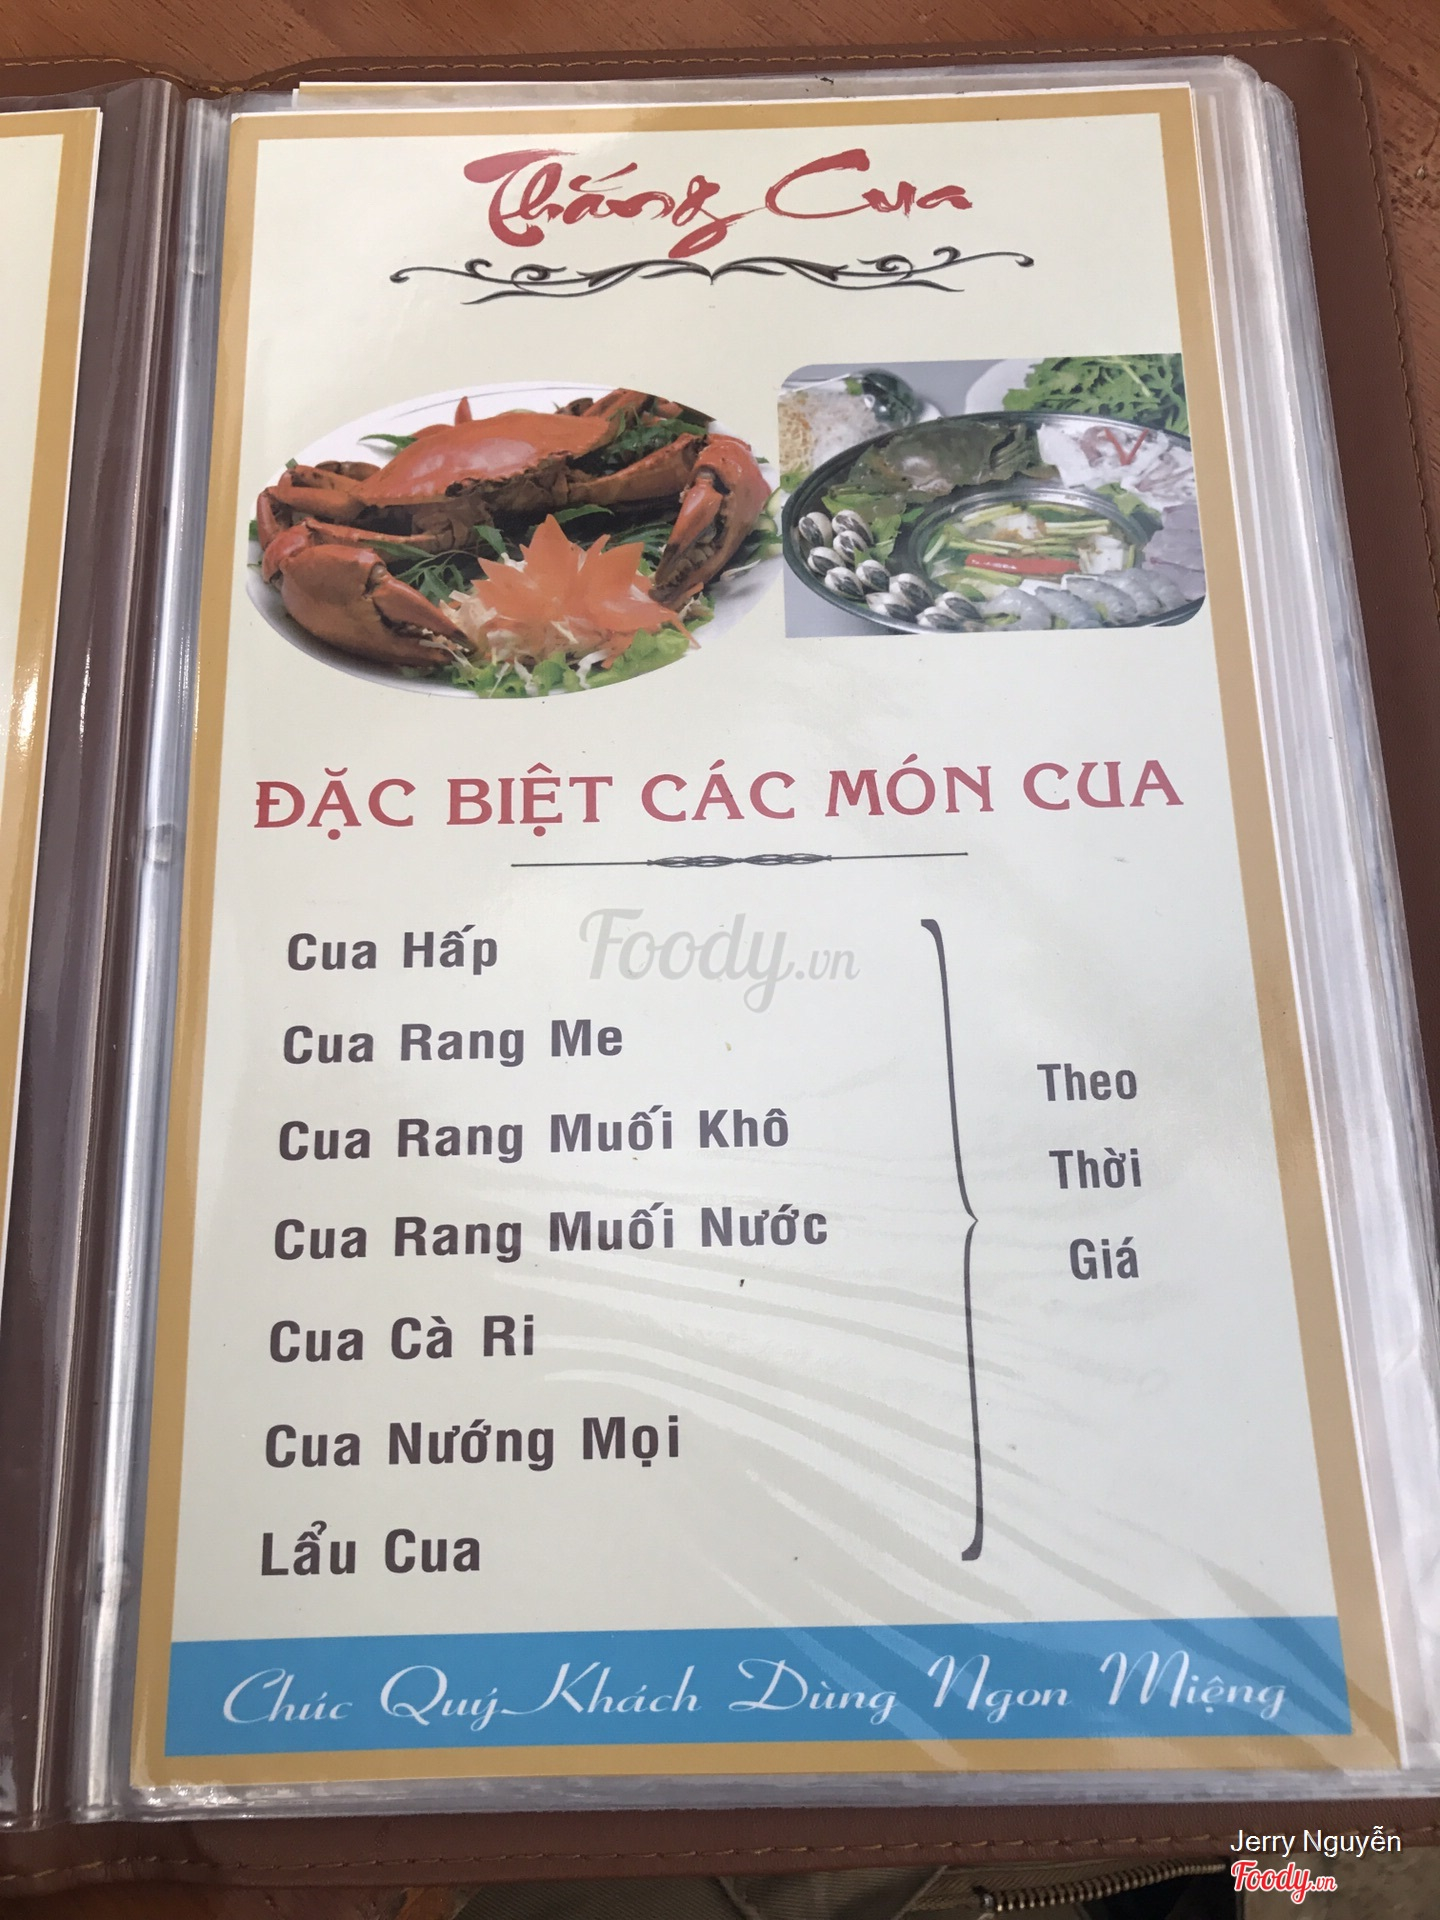 Thắng Cua
ĐẶC BIỆT CÁC MÓN CUA
Cua Hấp
Cua Rang Me
Cua Rang Muối Khô
Cua Rang Muối Nước
Cua Cà Ri
Cua Nướng Mọi
Lẩu Cua
Theo
Thời
Giá
Foody.vn
Chúc Quý Khách Dùng Ngon Miệng
Jerry Nguyễn
Foody.vn